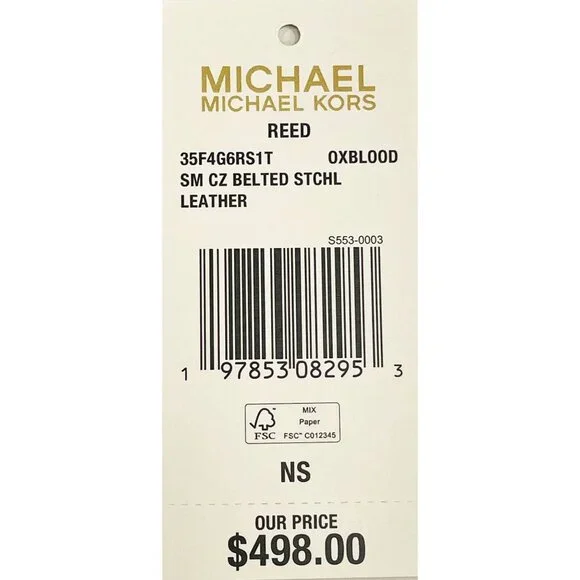 MICHAEL
MICHAEL KORS
REED
35F4G6RS1T OXBLOOD
SM CZ BELTED STCHL
LEATHER
S553-0003
1 97853 08295 3
FSC
MIX
Paper
FSC™ C012345
NS
OUR PRICE
$498.00